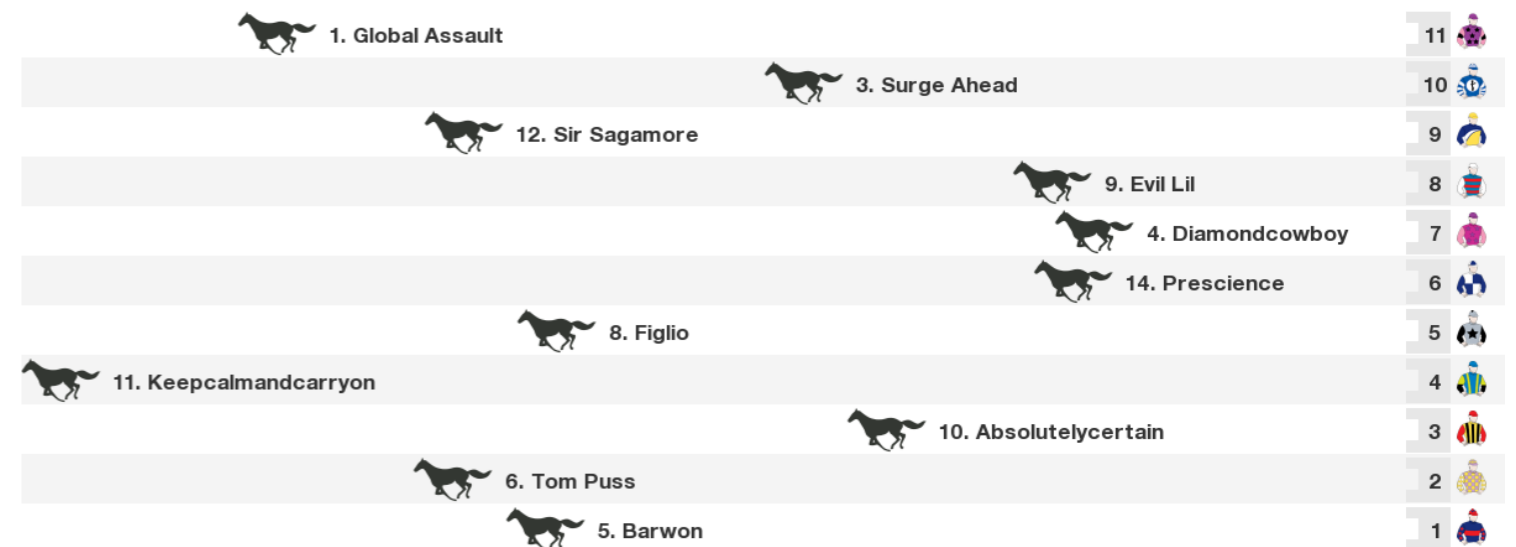 1. Global Assault 11
3. Surge Ahead 10
12. Sir Sagamore 9
9. Evil Lil 8
4. Diamondcowboy 7
14. Prescience 6
8. Figlio 5
11. Keepcalmandcarryon 4
10. Absolutelycertain 3
6. Tom Puss 2
5. Barwon 1